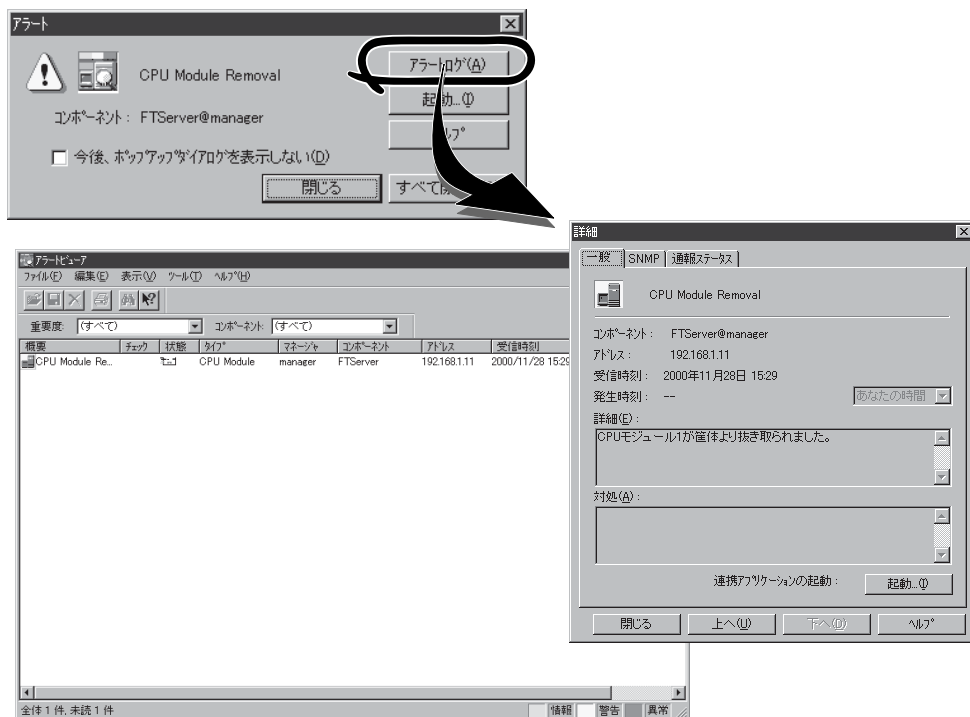 アラート
CPU Module Removal
コンポーネント： FTServer@manager
今後、ポップアップダイアログを表示しない(D)
アラートログ(A)
起動...(I)
閉じる
アラートビューア
ファイル(F) 編集(E) 表示(V) ツール(T) ヘルプ(H)
重要度: (すべて) コンポーネント: (すべて)
概要 チェック 状態 タイプ マネージャ コンポーネント アドレス 受信時刻
CPU Module Re... CPU Module manager FTServer 192.168.1.11 2000/11/28 15:29
全体 1 件, 未読 1 件 情報 警告 異常
詳細
一般 SNMP 通報ステータス
CPU Module Removal
コンポーネント： FTServer@manager
アドレス： 192.168.1.11
受信時刻： 2000年11月28日 15:29
発生時刻： -- あなたの時間
詳細(E)：
CPUモジュール1が筐体より抜き取られました。
対処(A)：
連携アプリケーションの起動： 起動...(I)
閉じる 上へ(U) 下へ(D) ヘルプ